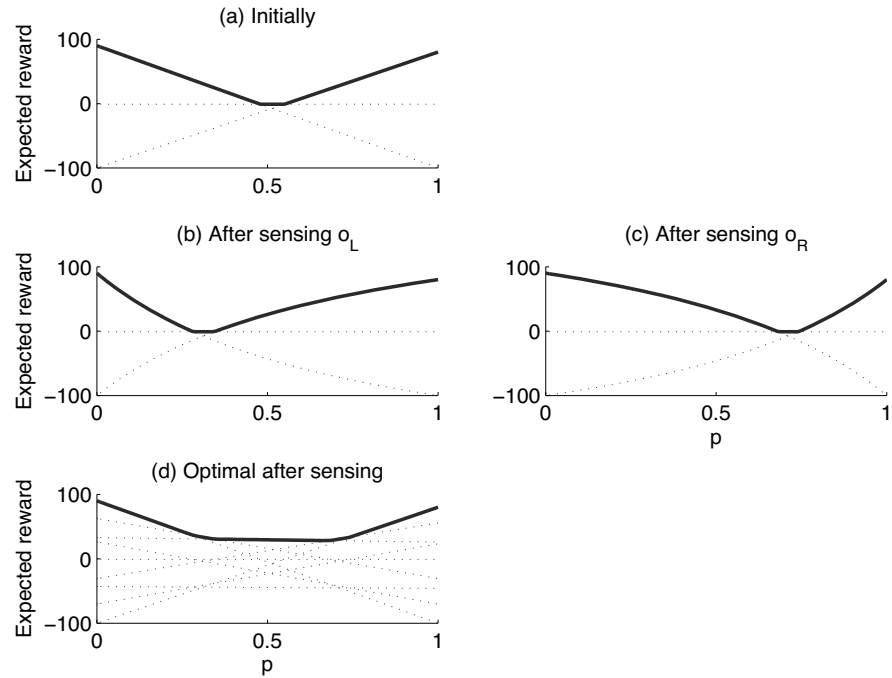 (a) Initially
Expected reward
100
0
−100
0
0.5
1
(b) After sensing o_L
Expected reward
100
0
−100
0
0.5
1
(c) After sensing o_R
Expected reward
100
0
−100
0
0.5
1
p
(d) Optimal after sensing
Expected reward
100
0
−100
0
0.5
1
p